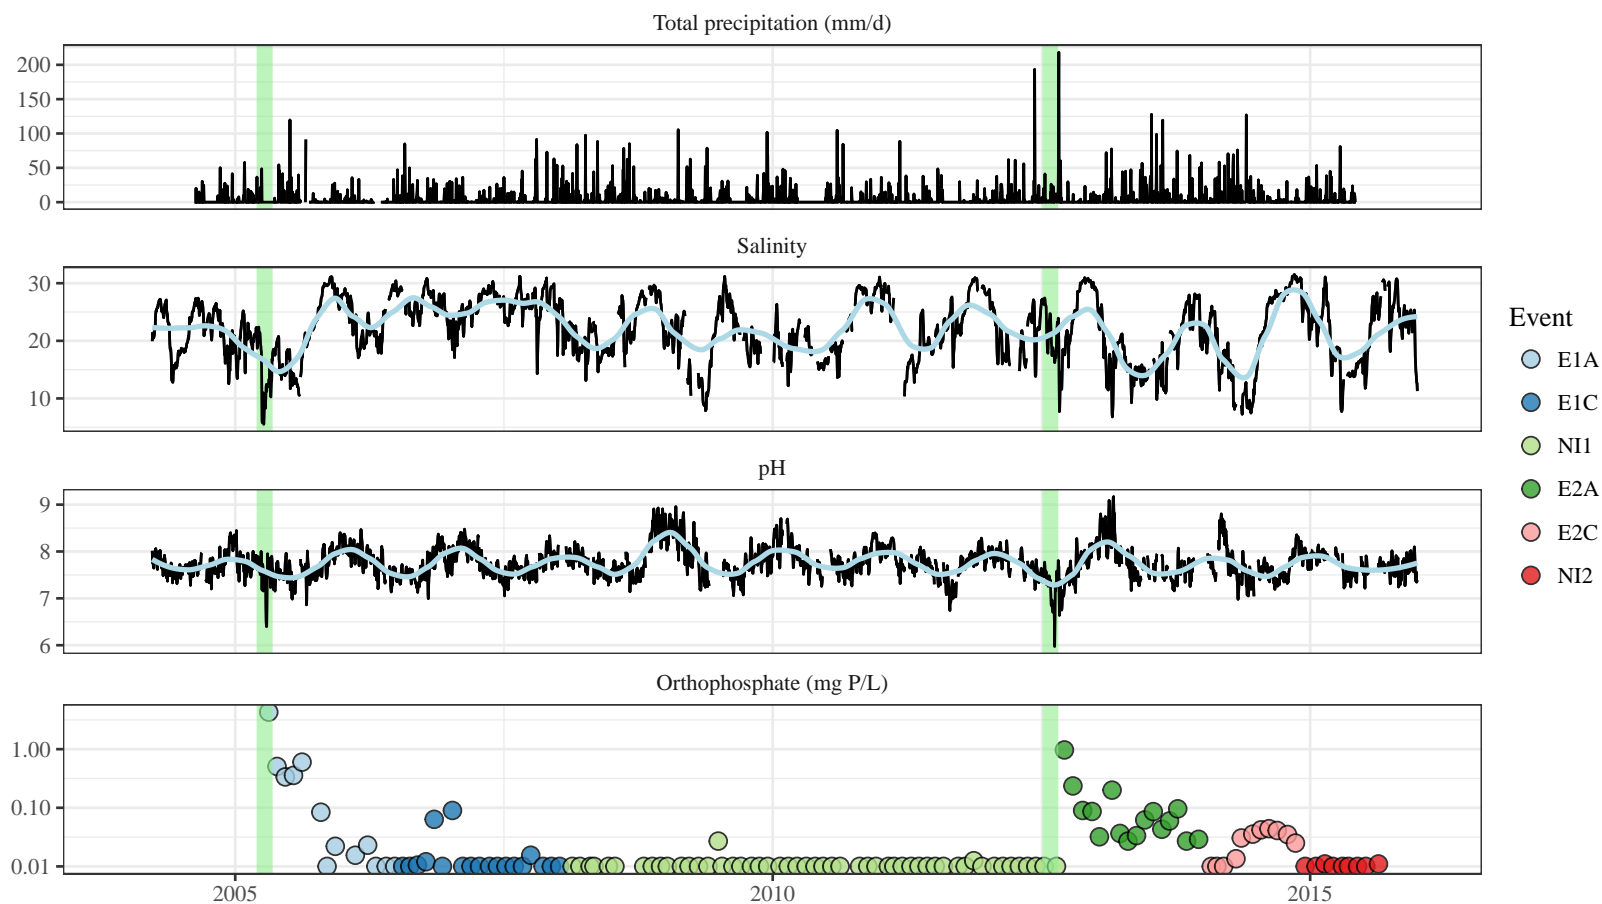 Total precipitation (mm/d)
200
150
100
50
0
Salinity
30
20
10
pH
9
8
7
6
Orthophosphate (mg P/L)
1.00
0.10
0.01
2005
2010
2015
Event
E1A
E1C
NI1
E2A
E2C
NI2